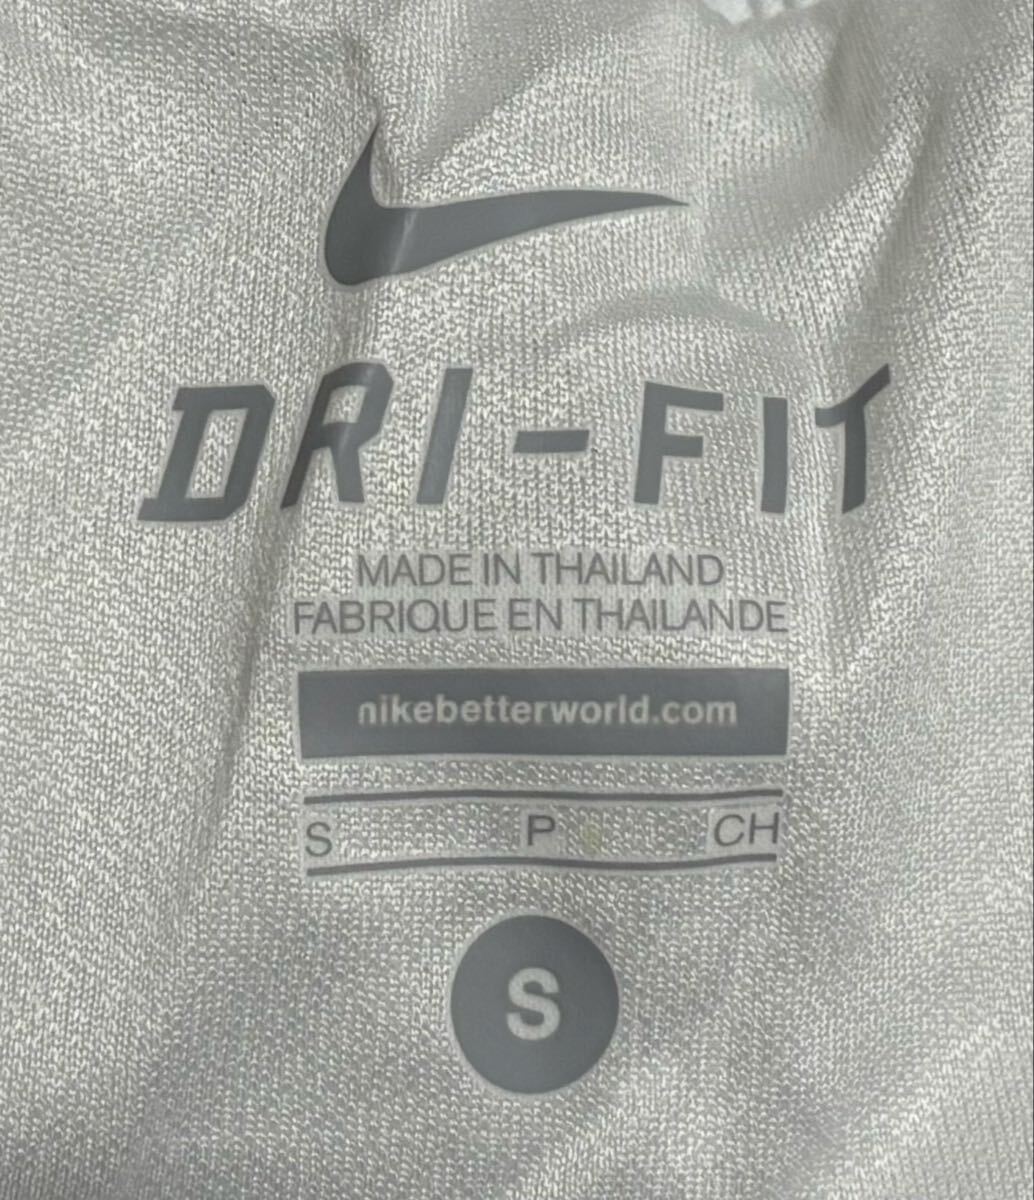 DRI-FIT
MADE IN THAILAND
FABRIQUE EN THAILANDE
nikebetterworld.com
S P CH
S